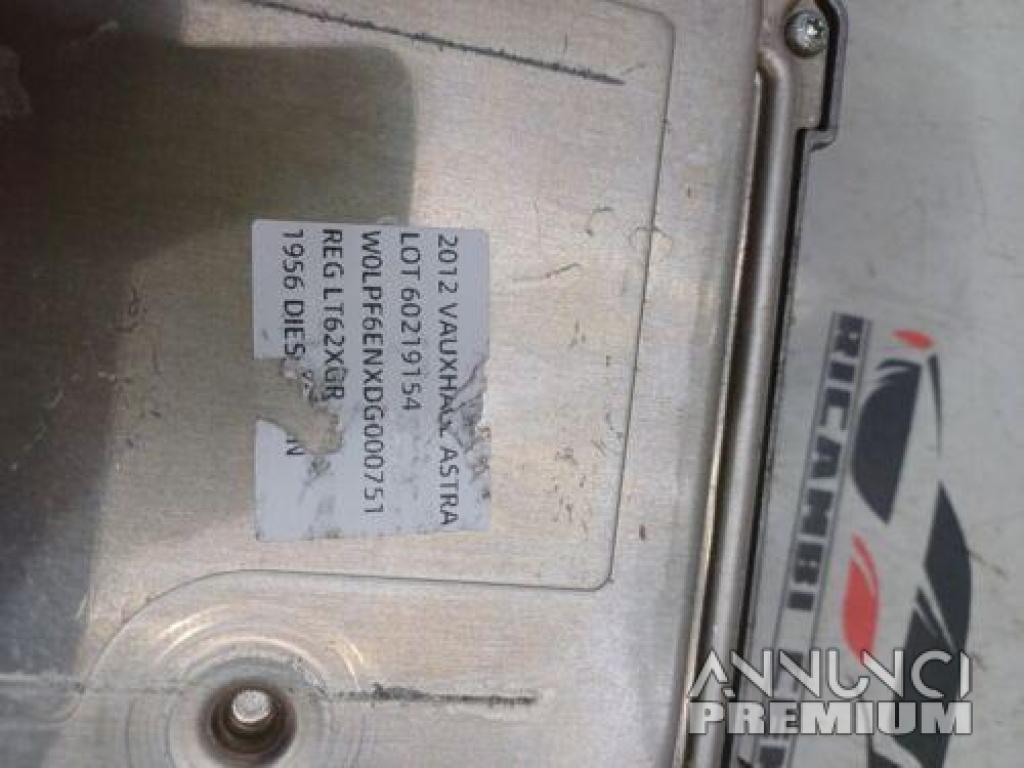 2012 VAUXHALL ASTRA
LOT 60219154
W0LPF6ENXDG000751
REG LT62XGR
1956 DIES
RICAMBI
ANNUNCI
PREMIUM